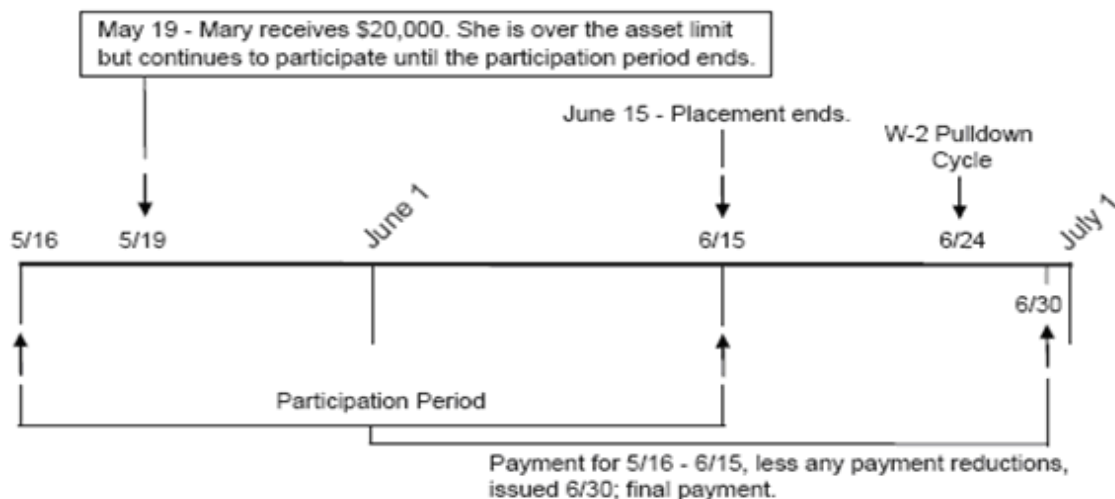 May 19 - Mary receives $20,000. She is over the asset limit
but continues to participate until the participation period ends.
June 15 - Placement ends.
W-2 Pulldown
Cycle
5/16
5/19
June 1
6/15
6/24
July 1
6/30
Participation Period
Payment for 5/16 - 6/15, less any payment reductions,
issued 6/30; final payment.